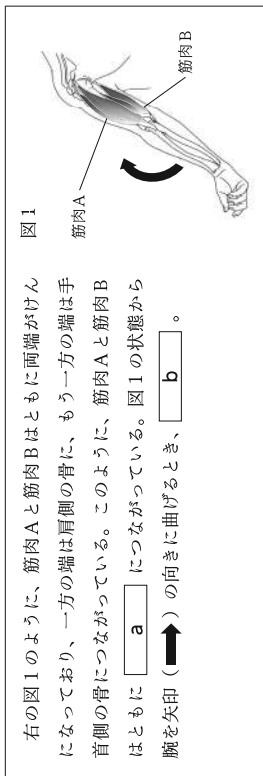 右の図1のように、筋肉Aと筋肉Bはともに両端がけん
になっており、一方の端は肩側の骨に、もう一方の端は手
首側の骨につながっている。このように、筋肉Aと筋肉B
はともに a につながっている。図1の状態から
腕を矢印(➡)の向きに曲げるとき、 b 。
図1
筋肉A
筋肉B